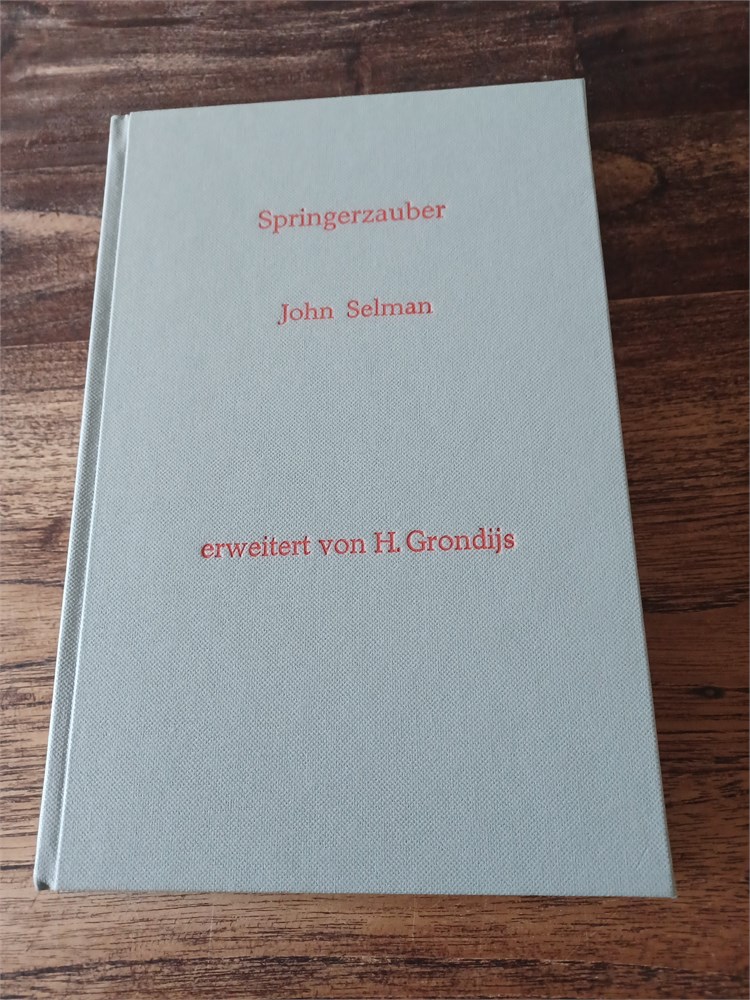 Springerzauber
John Selman
erweitert von H. Grondijs